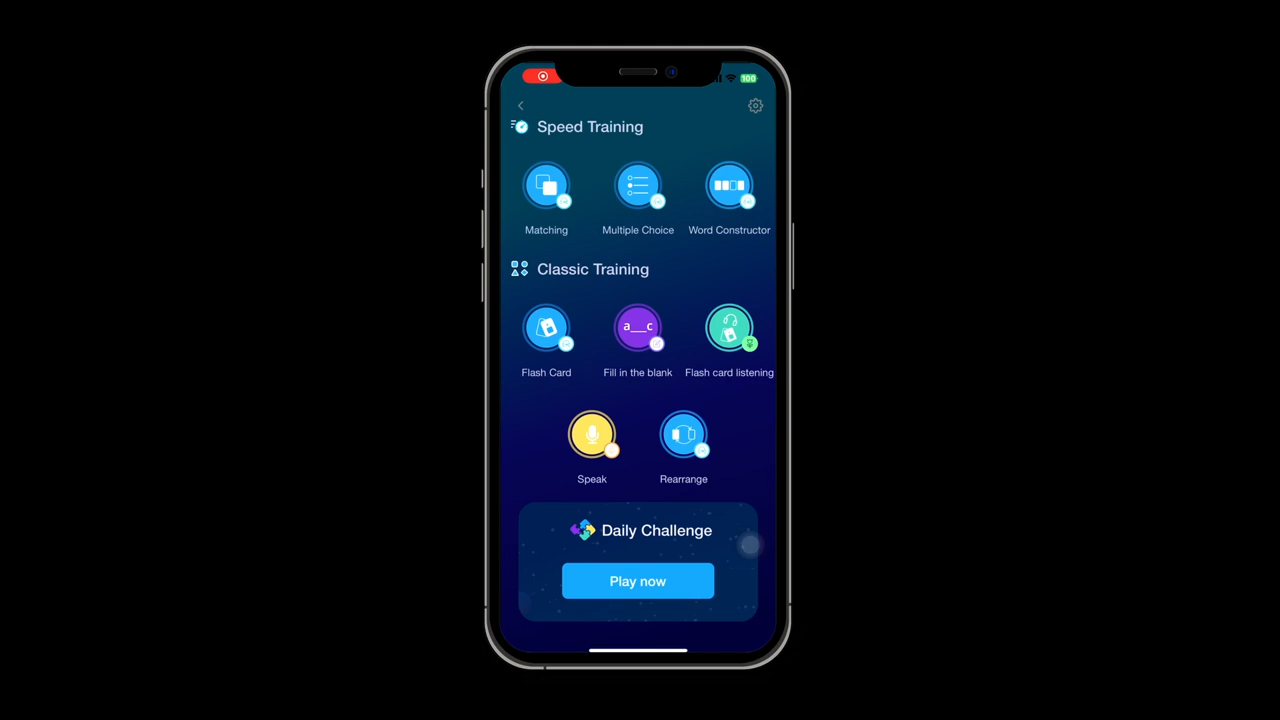 100
Speed Training
Matching
Multiple Choice
Word Constructor
Classic Training
a__c
Flash Card
Fill in the blank
Flash card listening
Speak
Rearrange
Daily Challenge
Play now